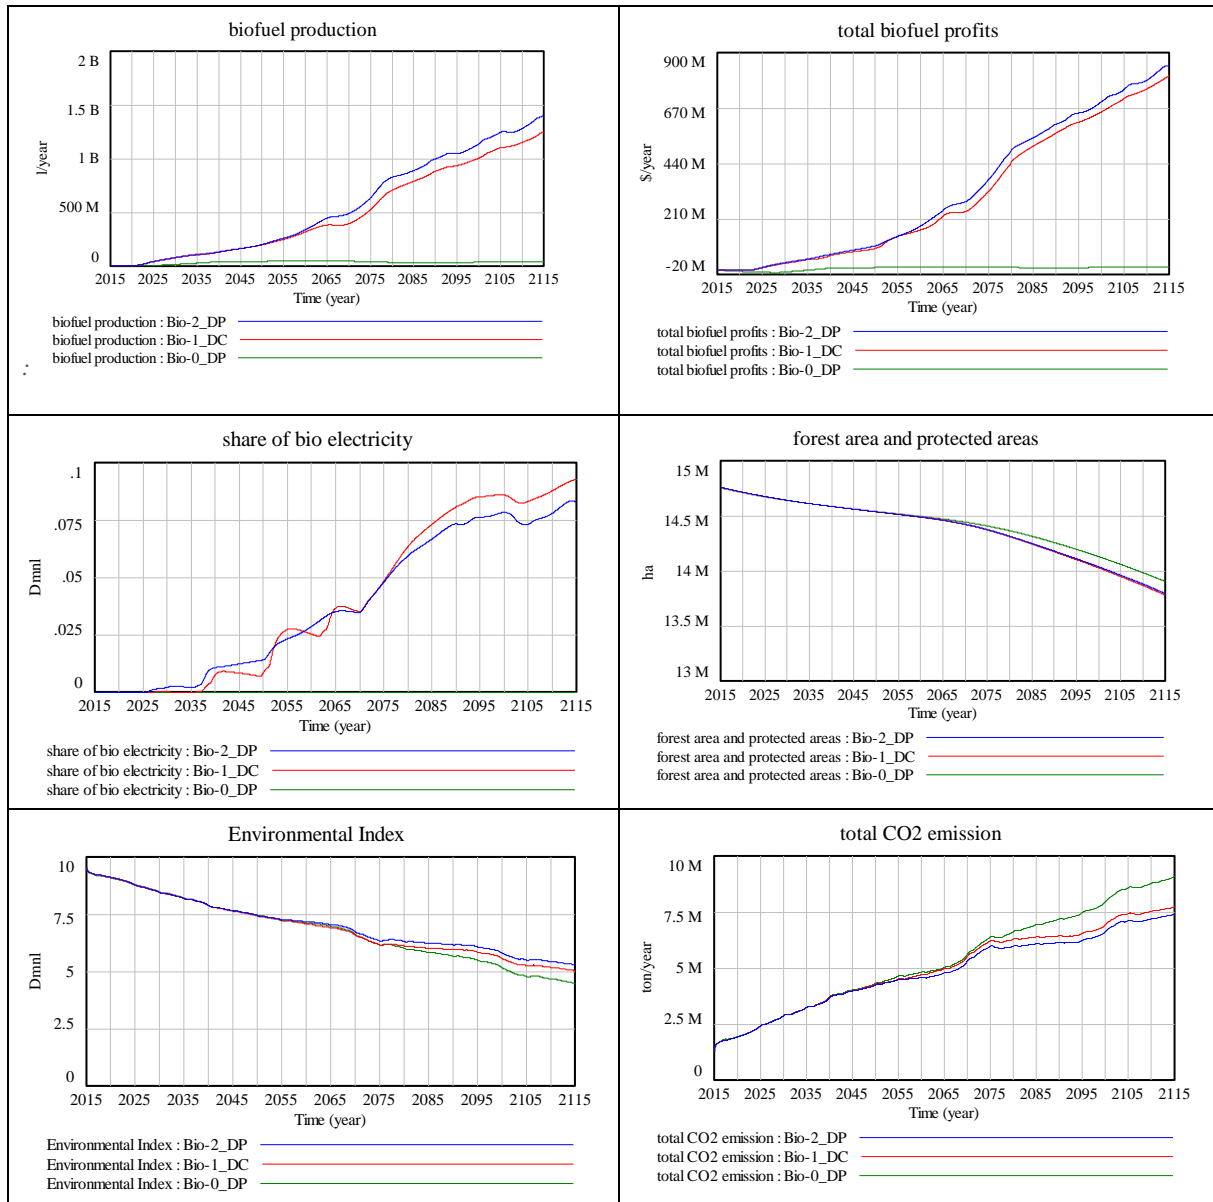 biofuel production
2 B
1.5 B
1 B
500 M
0
l/year
2015 2025 2035 2045 2055 2065 2075 2085 2095 2105 2115
Time (year)
biofuel production : Bio-2_DP
biofuel production : Bio-1_DC
biofuel production : Bio-0_DP
:
total biofuel profits
900 M
670 M
440 M
210 M
-20 M
$/year
2015 2025 2035 2045 2055 2065 2075 2085 2095 2105 2115
Time (year)
total biofuel profits : Bio-2_DP
total biofuel profits : Bio-1_DC
total biofuel profits : Bio-0_DP
share of bio electricity
.1
.075
.05
.025
0
Dmnl
2015 2025 2035 2045 2055 2065 2075 2085 2095 2105 2115
Time (year)
share of bio electricity : Bio-2_DP
share of bio electricity : Bio-1_DC
share of bio electricity : Bio-0_DP
forest area and protected areas
15 M
14.5 M
14 M
13.5 M
13 M
ha
2015 2025 2035 2045 2055 2065 2075 2085 2095 2105 2115
Time (year)
forest area and protected areas : Bio-2_DP
forest area and protected areas : Bio-1_DC
forest area and protected areas : Bio-0_DP
Environmental Index
10
7.5
5
2.5
0
Dmnl
2015 2025 2035 2045 2055 2065 2075 2085 2095 2105 2115
Time (year)
Environmental Index : Bio-2_DP
Environmental Index : Bio-1_DC
Environmental Index : Bio-0_DP
total CO2 emission
10 M
7.5 M
5 M
2.5 M
0
ton/year
2015 2025 2035 2045 2055 2065 2075 2085 2095 2105 2115
Time (year)
total CO2 emission : Bio-2_DP
total CO2 emission : Bio-1_DC
total CO2 emission : Bio-0_DP